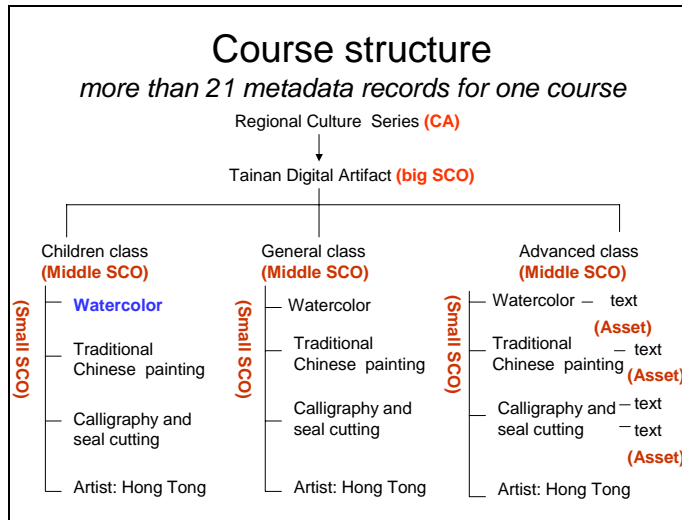 Course structure
more than 21 metadata records for one course
Regional Culture Series (CA)
Tainan Digital Artifact (big SCO)
Children class
(Middle SCO)
(Small SCO)
Watercolor
Traditional
Chinese painting
Calligraphy and
seal cutting
Artist: Hong Tong
General class
(Middle SCO)
(Small SCO)
Watercolor
Traditional
Chinese painting
Calligraphy and
seal cutting
Artist: Hong Tong
Advanced class
(Middle SCO)
(Small SCO)
Watercolor text
(Asset)
Traditional
Chinese painting text
(Asset)
Calligraphy and text
seal cutting text
(Asset)
Artist: Hong Tong